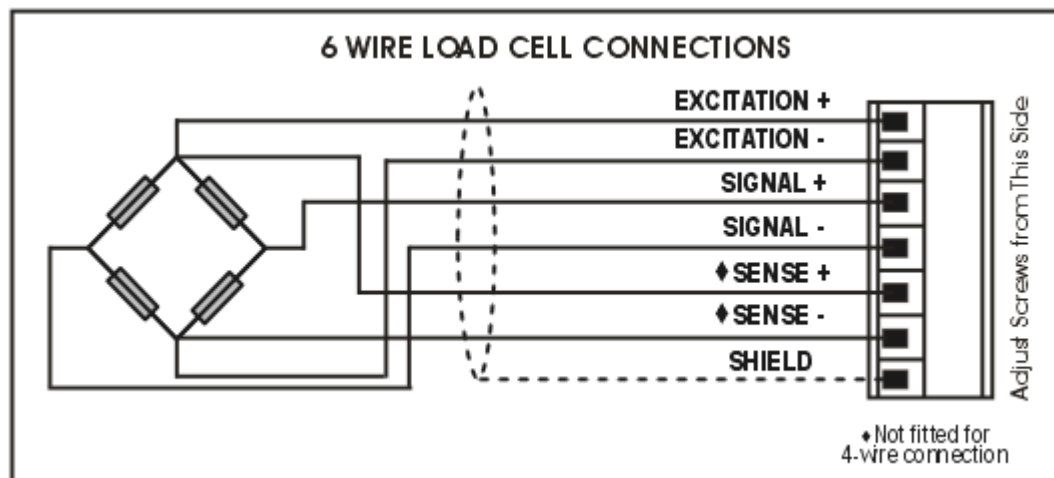 6 WIRE LOAD CELL CONNECTIONS
EXCITATION +
EXCITATION -
SIGNAL +
SIGNAL -
♦SENSE +
♦SENSE -
SHIELD
Adjust Screws from This Side
♦Not fitted for
4-wire connection